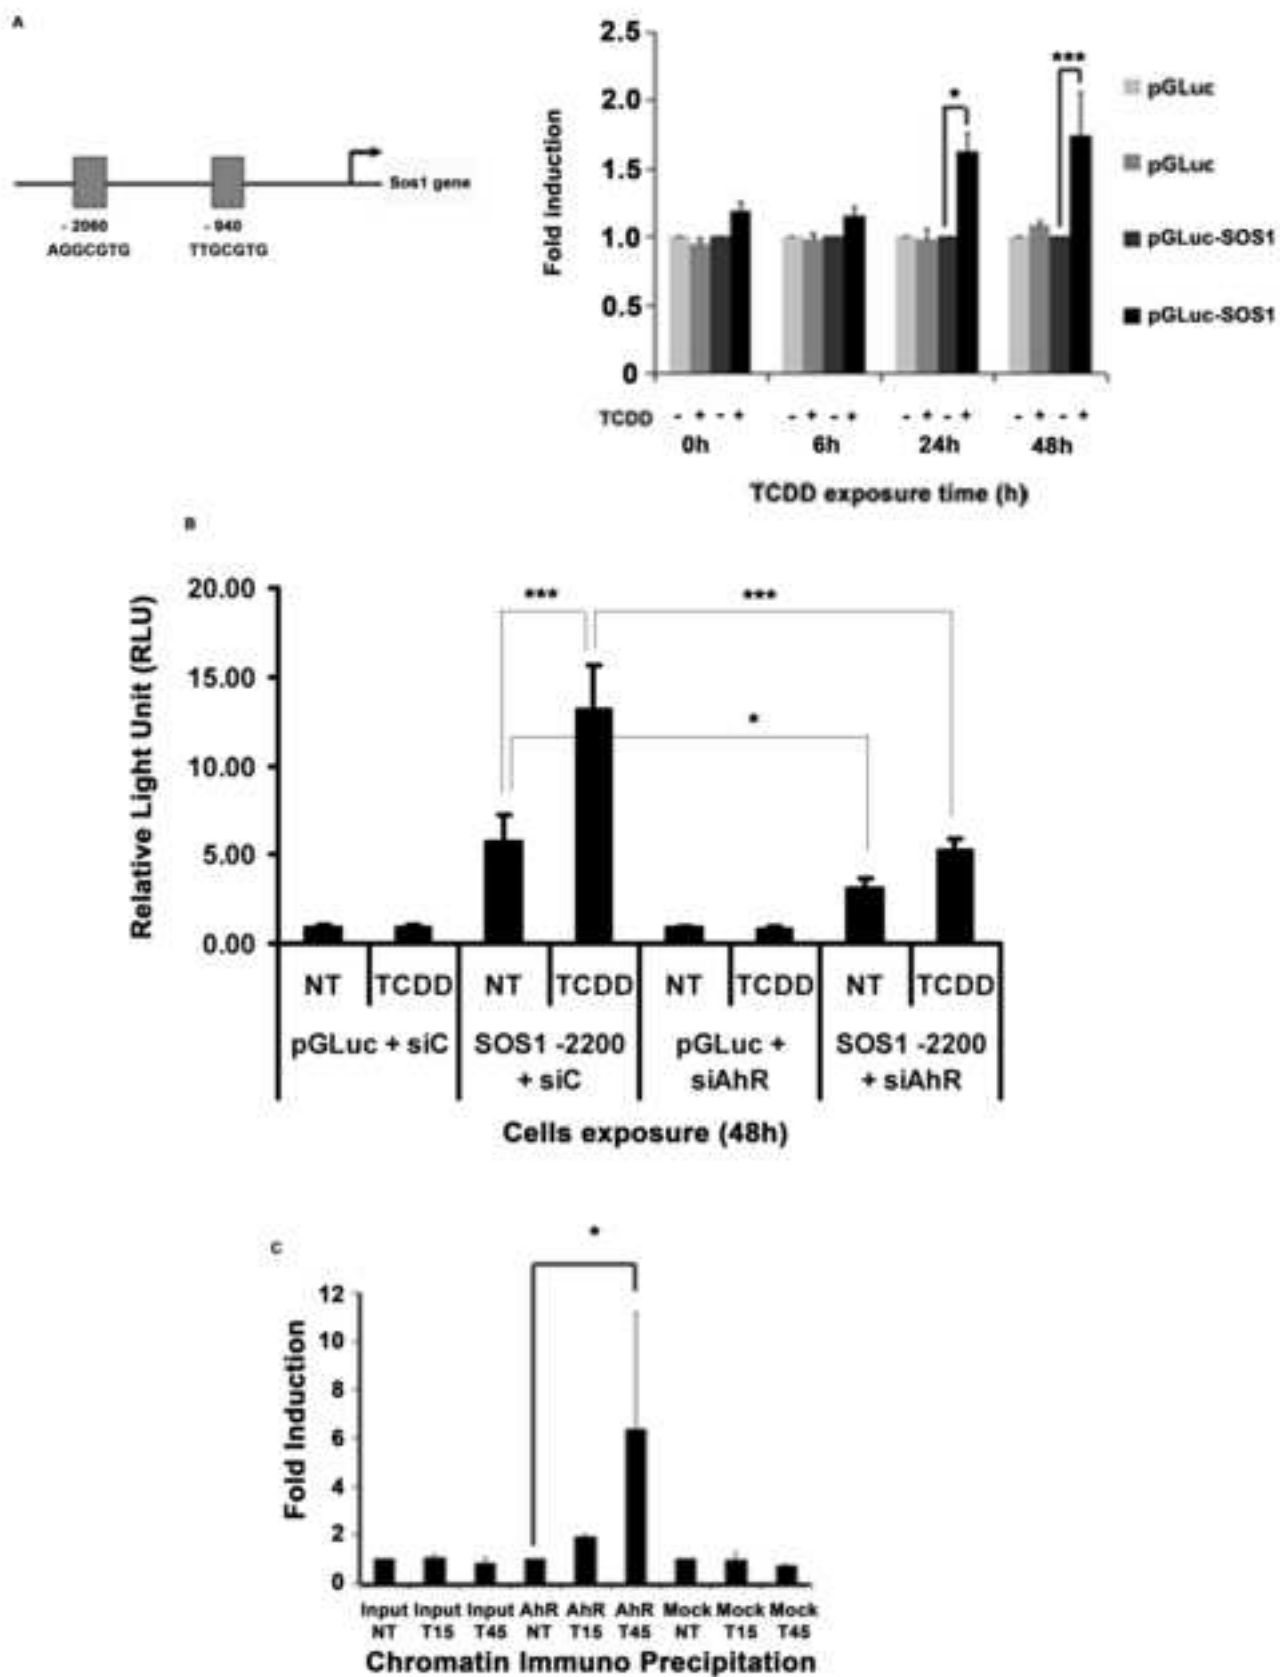 A
Sos1 gene
- 2060
- 940
AGGCGTG
TTGCGTG
Fold induction
2.5
2.0
1.5
1.0
0.5
0
*
***
pGLuc
pGLuc
pGLuc-SOS1
pGLuc-SOS1
TCDD - + - + - + - + - + - + - + - +
0h 6h 24h 48h
TCDD exposure time (h)
B
Relative Light Unit (RLU)
20.00
15.00
10.00
5.00
0.00
***
***
*
NT TCDD NT TCDD NT TCDD NT TCDD
pGLuc + siC SOS1 -2200 pGLuc + SOS1 -2200
+ siC siAhR + siAhR
Cells exposure (48h)
C
*
Fold Induction
12
10
8
6
4
2
0
Input Input Input AhR AhR AhR Mock Mock Mock
NT T15 T45 NT T15 T45 NT T15 T45
Chromatin Immuno Precipitation